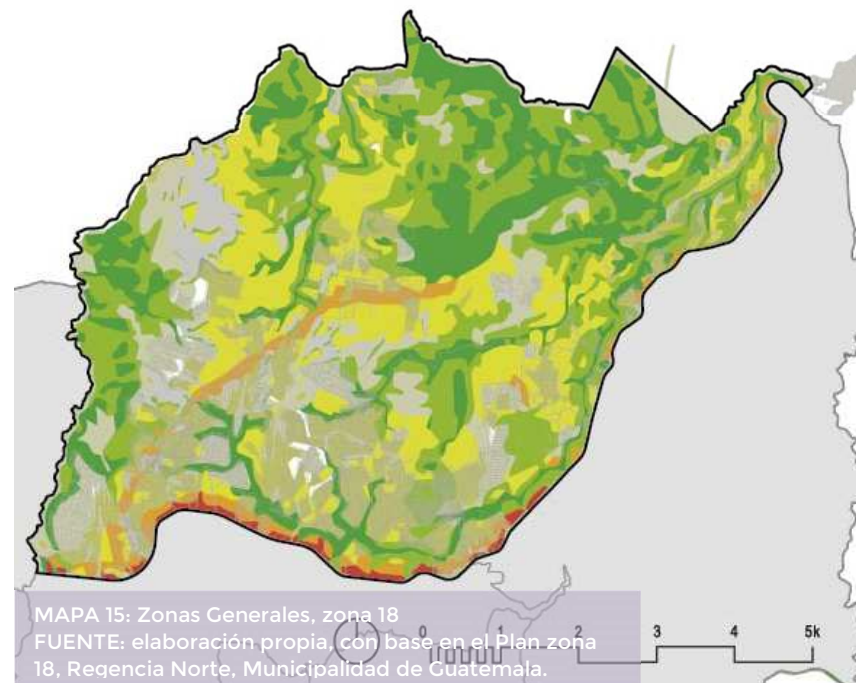 MAPA 15: Zonas Generales, zona 18
FUENTE: elaboración propia, con base en el Plan zona
18, Regencia Norte, Municipalidad de Guatemala.
0 1 2 3 4 5k